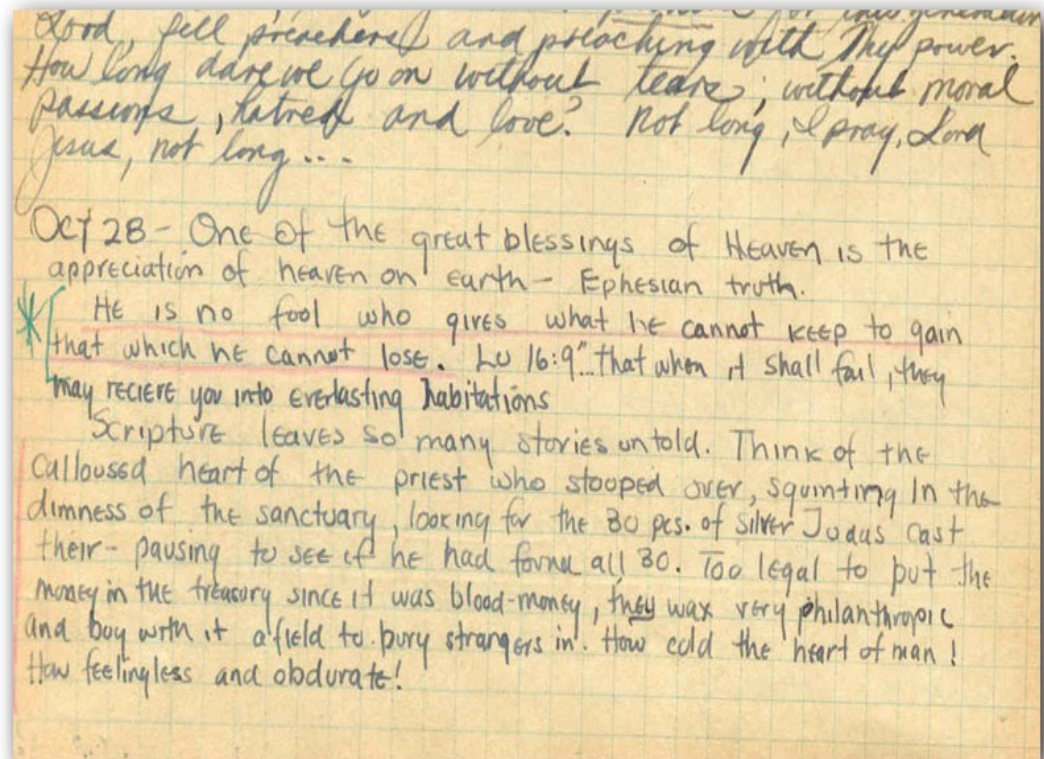 for this generation
Lord, fill preachers and preaching with Thy power.
How long dare we go on without tears, without moral
passions, hatred and love? Not long, I pray, Lord
Jesus, not long...
OCT 28 - One of the great blessings of Heaven is the
appreciation of heaven on earth - Ephesian truth.
He is no fool who gives what he cannot keep to gain
that which he cannot lose. Lu 16:9 "...that when it shall fail, they
may recieve you into everlasting habitations
Scripture leaves so many stories untold. Think of the
calloused heart of the priest who stooped over, squinting in the
dimness of the sanctuary, looking for the 30 pcs. of silver Judas cast
their - pausing to see if he had found all 30. Too legal to put the
money in the treasury since it was blood-money, they wax very philanthropic
and buy with it a field to bury strangers in. How cold the heart of man!
How feelingless and obdurate!